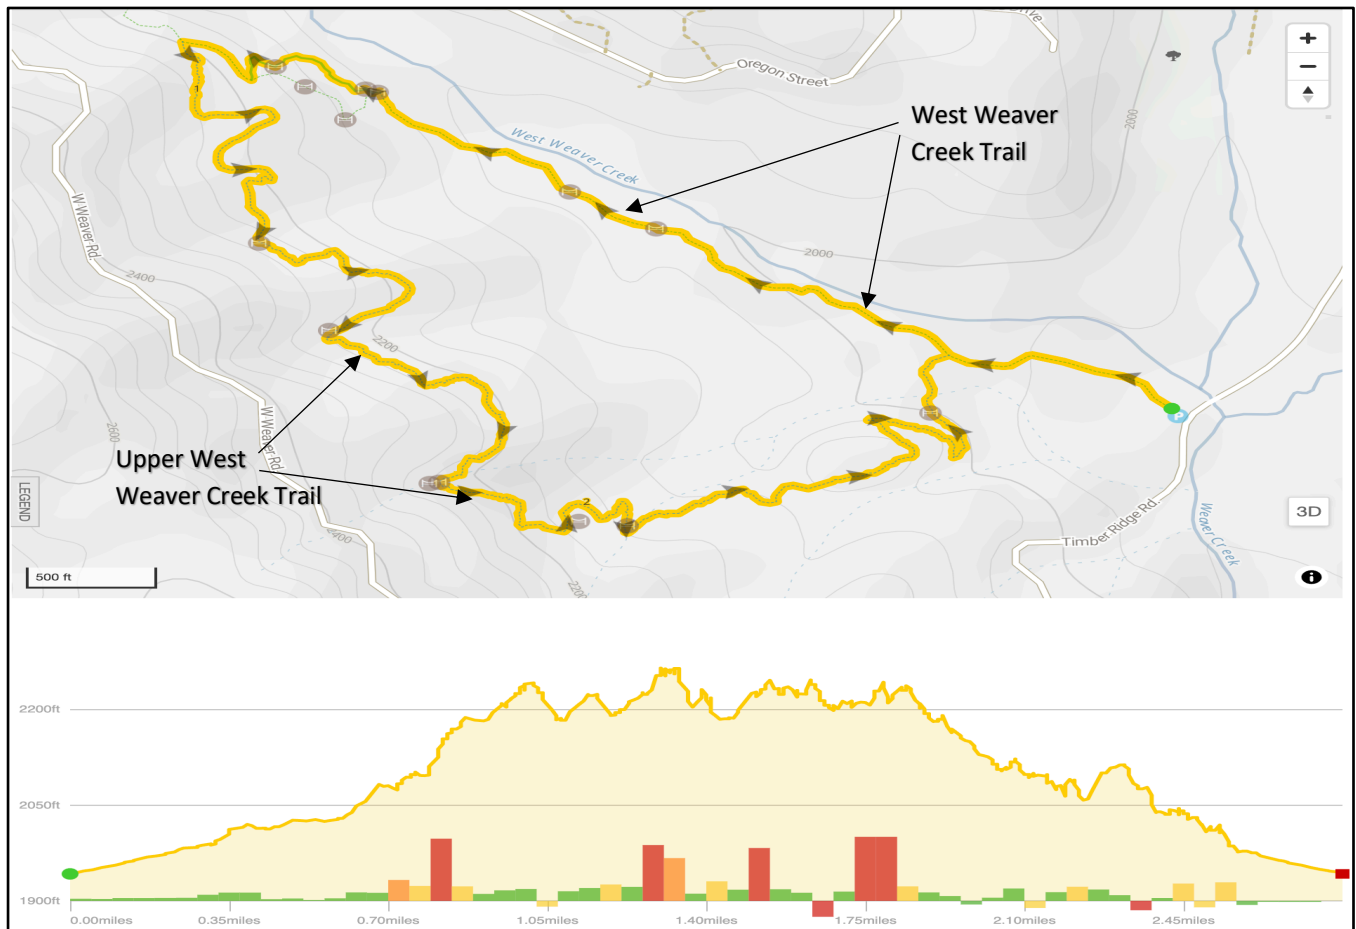 Drive
Oregon Street
2000
+
−
1
West Weaver Creek
West Weaver
Creek Trail
W Weaver Rd.
2400
2000
2200
2600
W Weaver Rd.
Upper West
Weaver Creek Trail
LEGEND
2
2400
2200
P
Timber Ridge Rd.
Weaver Creek
3D
500 ft
i
2200ft
2050ft
1900ft
0.00miles
0.35miles
0.70miles
1.05miles
1.40miles
1.75miles
2.10miles
2.45miles